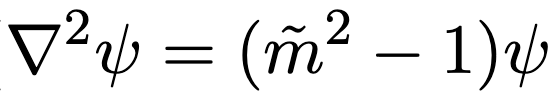 ∇²ψ = (m̃² − 1)ψ